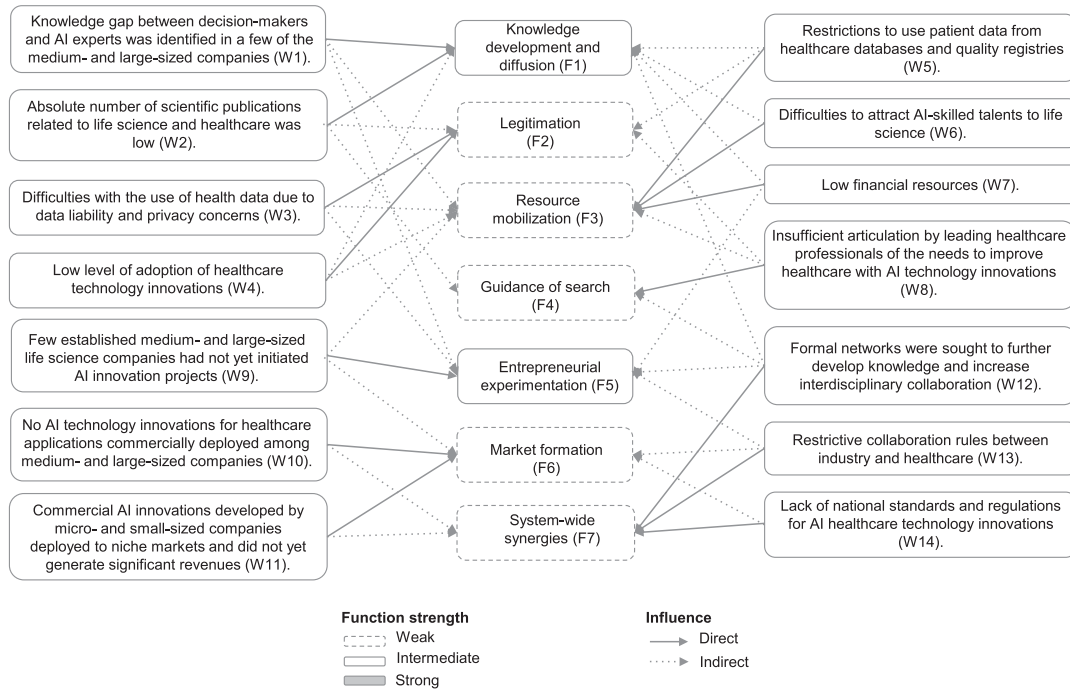 Knowledge gap between decision-makers
and AI experts was identified in a few of the
medium- and large-sized companies (W1).
Absolute number of scientific publications
related to life science and healthcare was
low (W2).
Difficulties with the use of health data due to
data liability and privacy concerns (W3).
Low level of adoption of healthcare
technology innovations (W4).
Few established medium- and large-sized
life science companies had not yet initiated
AI innovation projects (W9).
No AI technology innovations for healthcare
applications commercially deployed among
medium- and large-sized companies (W10).
Commercial AI innovations developed by
micro- and small-sized companies
deployed to niche markets and did not yet
generate significant revenues (W11).
Knowledge
development and
diffusion (F1)
Legitimation
(F2)
Resource
mobilization (F3)
Guidance of search
(F4)
Entrepreneurial
experimentation (F5)
Market formation
(F6)
System-wide
synergies (F7)
Restrictions to use patient data from
healthcare databases and quality registries
(W5).
Difficulties to attract AI-skilled talents to life
science (W6).
Low financial resources (W7).
Insufficient articulation by leading healthcare
professionals of the needs to improve
healthcare with AI technology innovations
(W8).
Formal networks were sought to further
develop knowledge and increase
interdisciplinary collaboration (W12).
Restrictive collaboration rules between
industry and healthcare (W13).
Lack of national standards and regulations
for AI healthcare technology innovations
(W14).
Function strength
Weak
Intermediate
Strong
Influence
Direct
Indirect